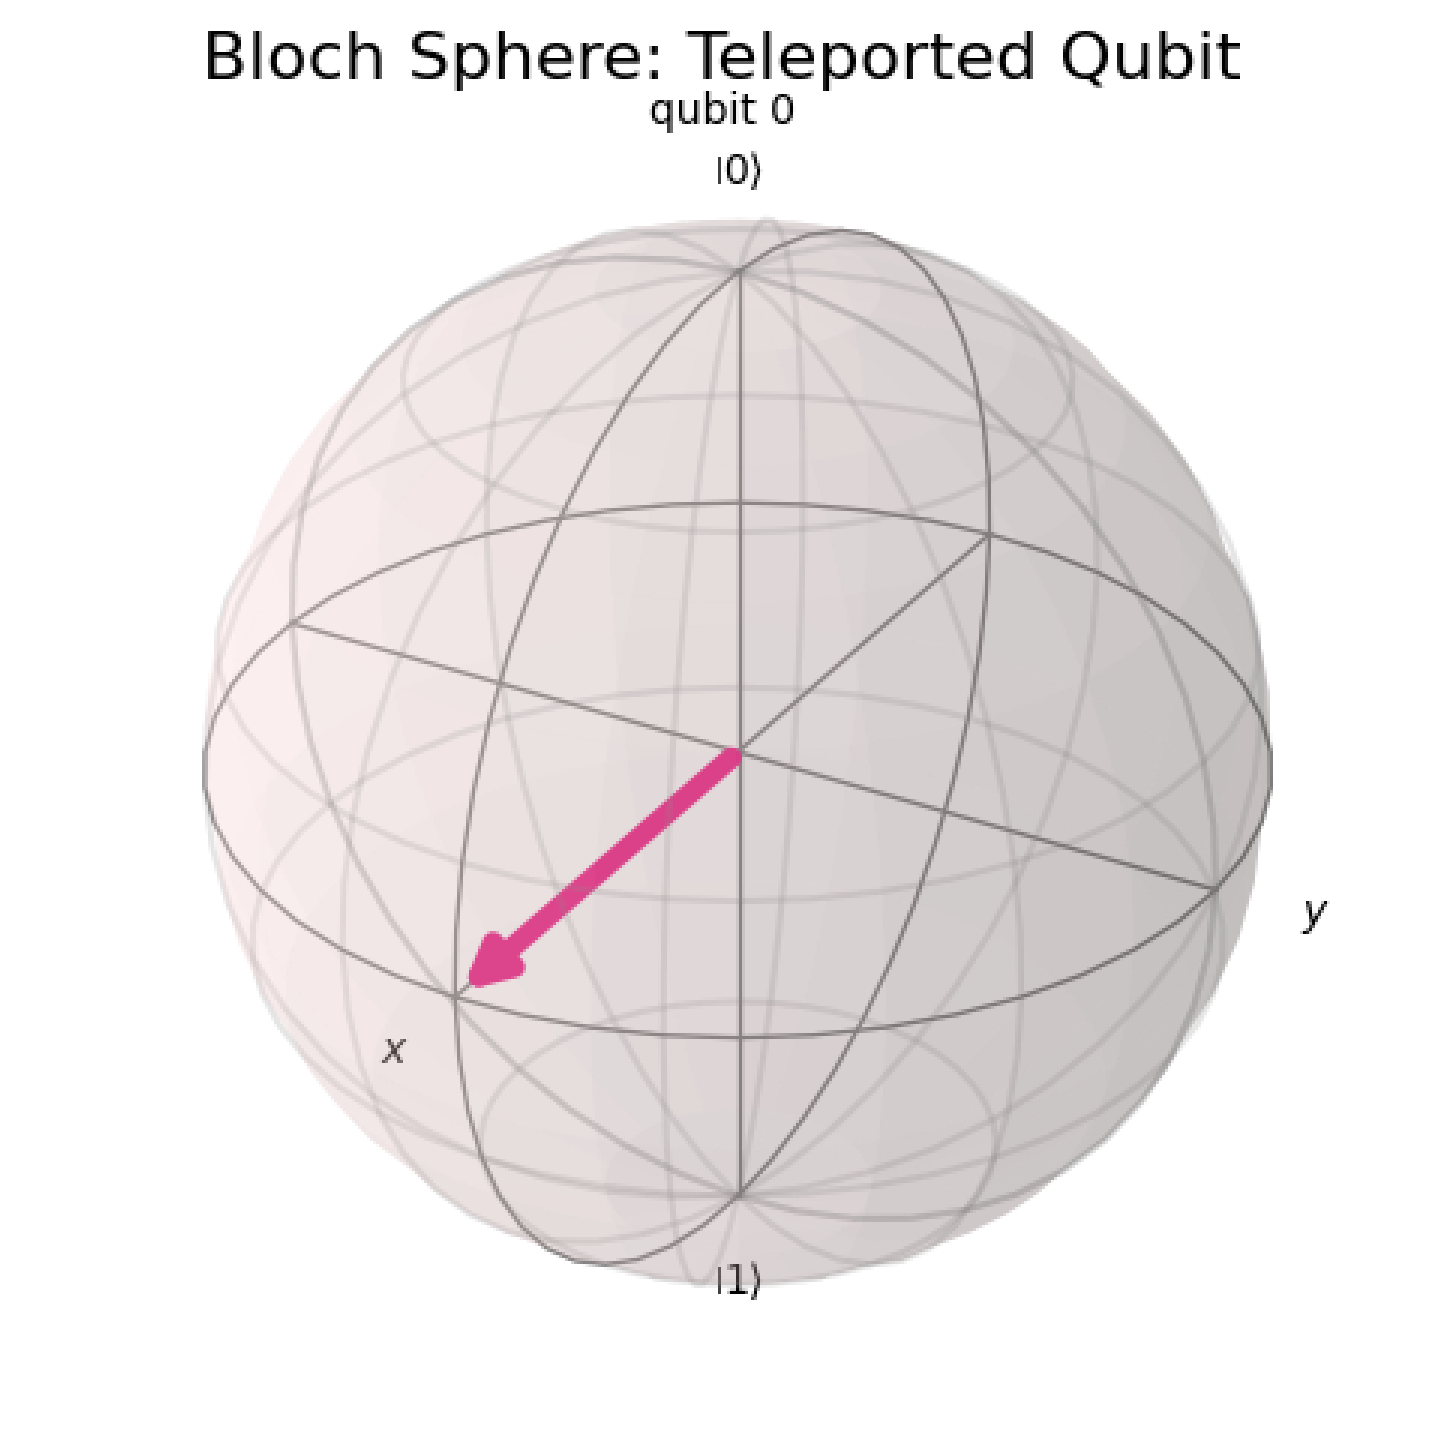 Bloch Sphere: Teleported Qubit
qubit 0
|0⟩
y
x
|1⟩